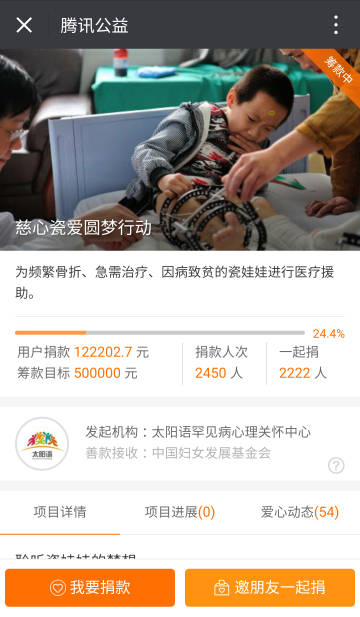 腾讯公益
筹款中
慈心瓷爱圆梦行动
为频繁骨折、急需治疗、因病致贫的瓷娃娃进行医疗援
助。
24.4%
用户捐款 122202.7 元 捐款人次 一起捐
筹款目标 500000 元 2450 人 2222 人
太阳语
发起机构：太阳语罕见病心理关怀中心
善款接收：中国妇女发展基金会
?
项目详情 项目进展(0) 爱心动态(54)
我要捐款 邀朋友一起捐